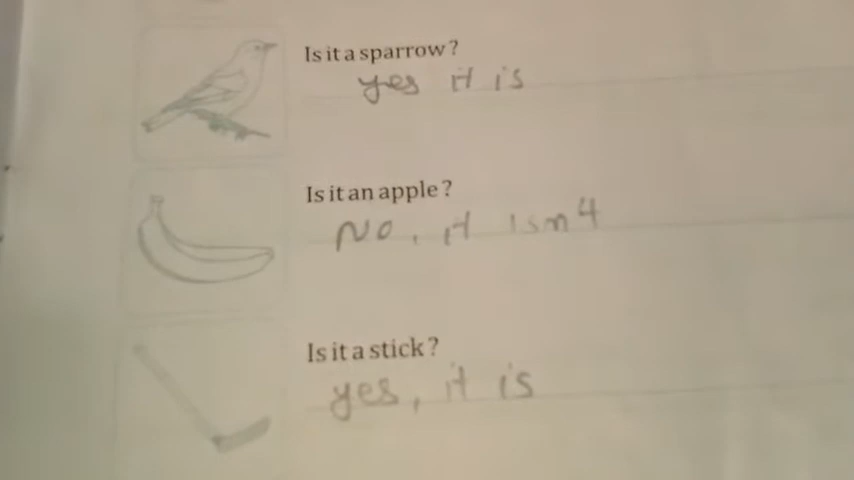 Is it a sparrow?
yes it is
Is it an apple?
No, it isn4
Is it a stick?
yes, it is